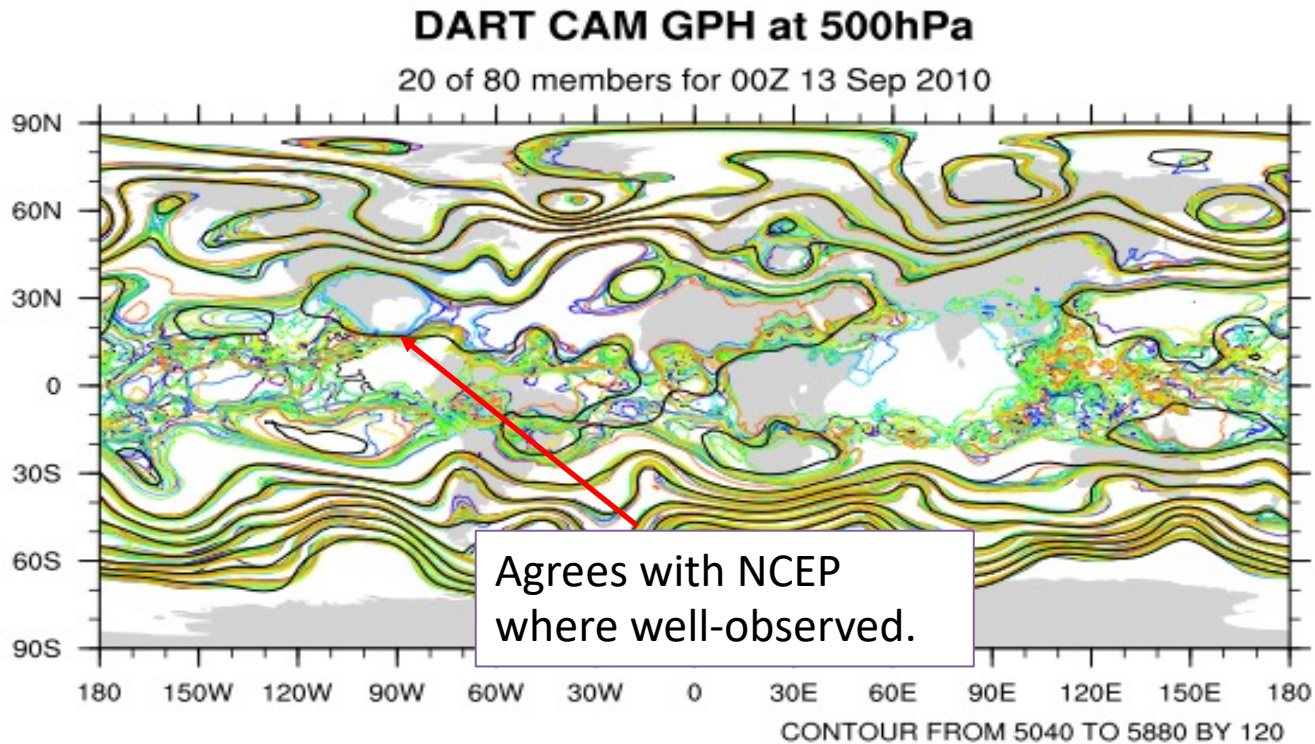 DART CAM GPH at 500hPa
20 of 80 members for 00Z 13 Sep 2010
90N
60N
30N
0
30S
60S
90S
Agrees with NCEP
where well-observed.
180 150W 120W 90W 60W 30W 0 30E 60E 90E 120E 150E 180
CONTOUR FROM 5040 TO 5880 BY 120